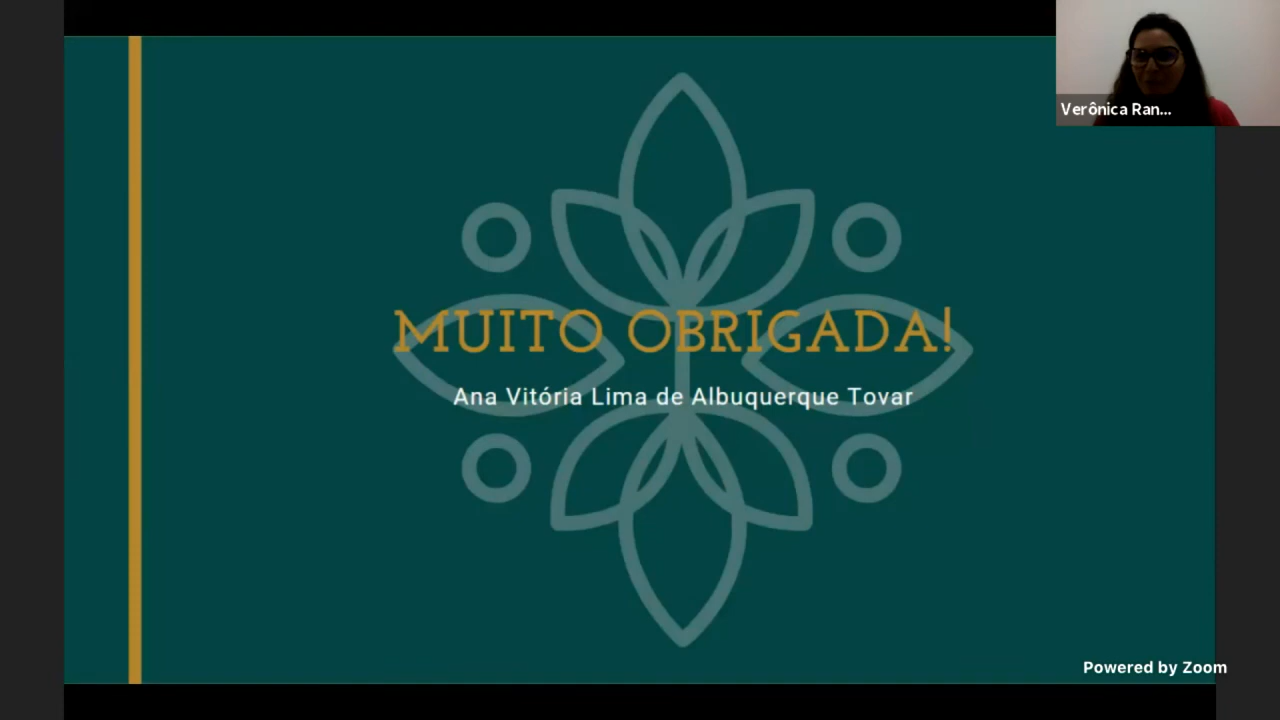 Verônica Ran...
MUITO OBRIGADA!
Ana Vitória Lima de Albuquerque Tovar
Powered by Zoom